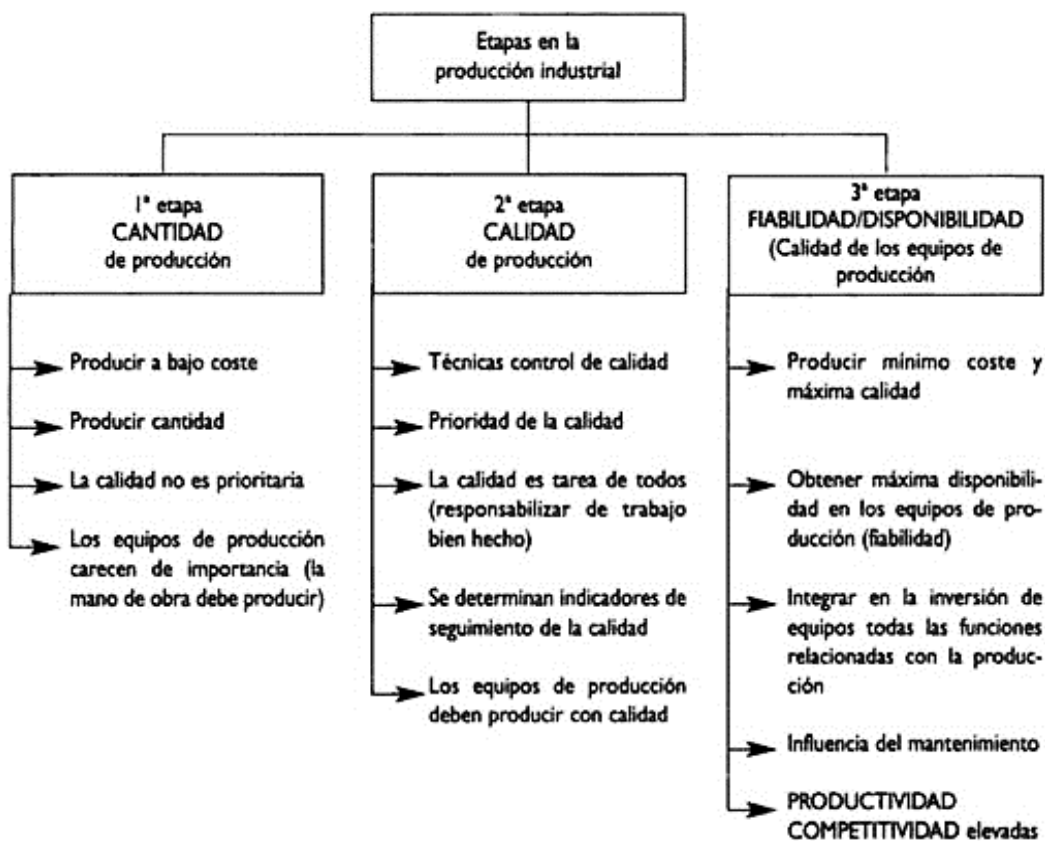 Etapas en la
producción industrial
1ª etapa
CANTIDAD
de producción
Producir a bajo coste
Producir cantidad
La calidad no es prioritaria
Los equipos de producción
carecen de importancia (la
mano de obra debe producir)
2ª etapa
CALIDAD
de producción
Técnicas control de calidad
Prioridad de la calidad
La calidad es tarea de todos
(responsabilizar de trabajo
bien hecho)
Se determinan indicadores de
seguimiento de la calidad
Los equipos de producción
deben producir con calidad
3ª etapa
FIABILIDAD/DISPONIBILIDAD
(Calidad de los equipos de
producción
Producir mínimo coste y
máxima calidad
Obtener máxima disponibili-
dad en los equipos de pro-
ducción (fiabilidad)
Integrar en la inversión de
equipos todas las funciones
relacionadas con la produc-
ción
Influencia del mantenimiento
PRODUCTIVIDAD
COMPETITIVIDAD elevadas